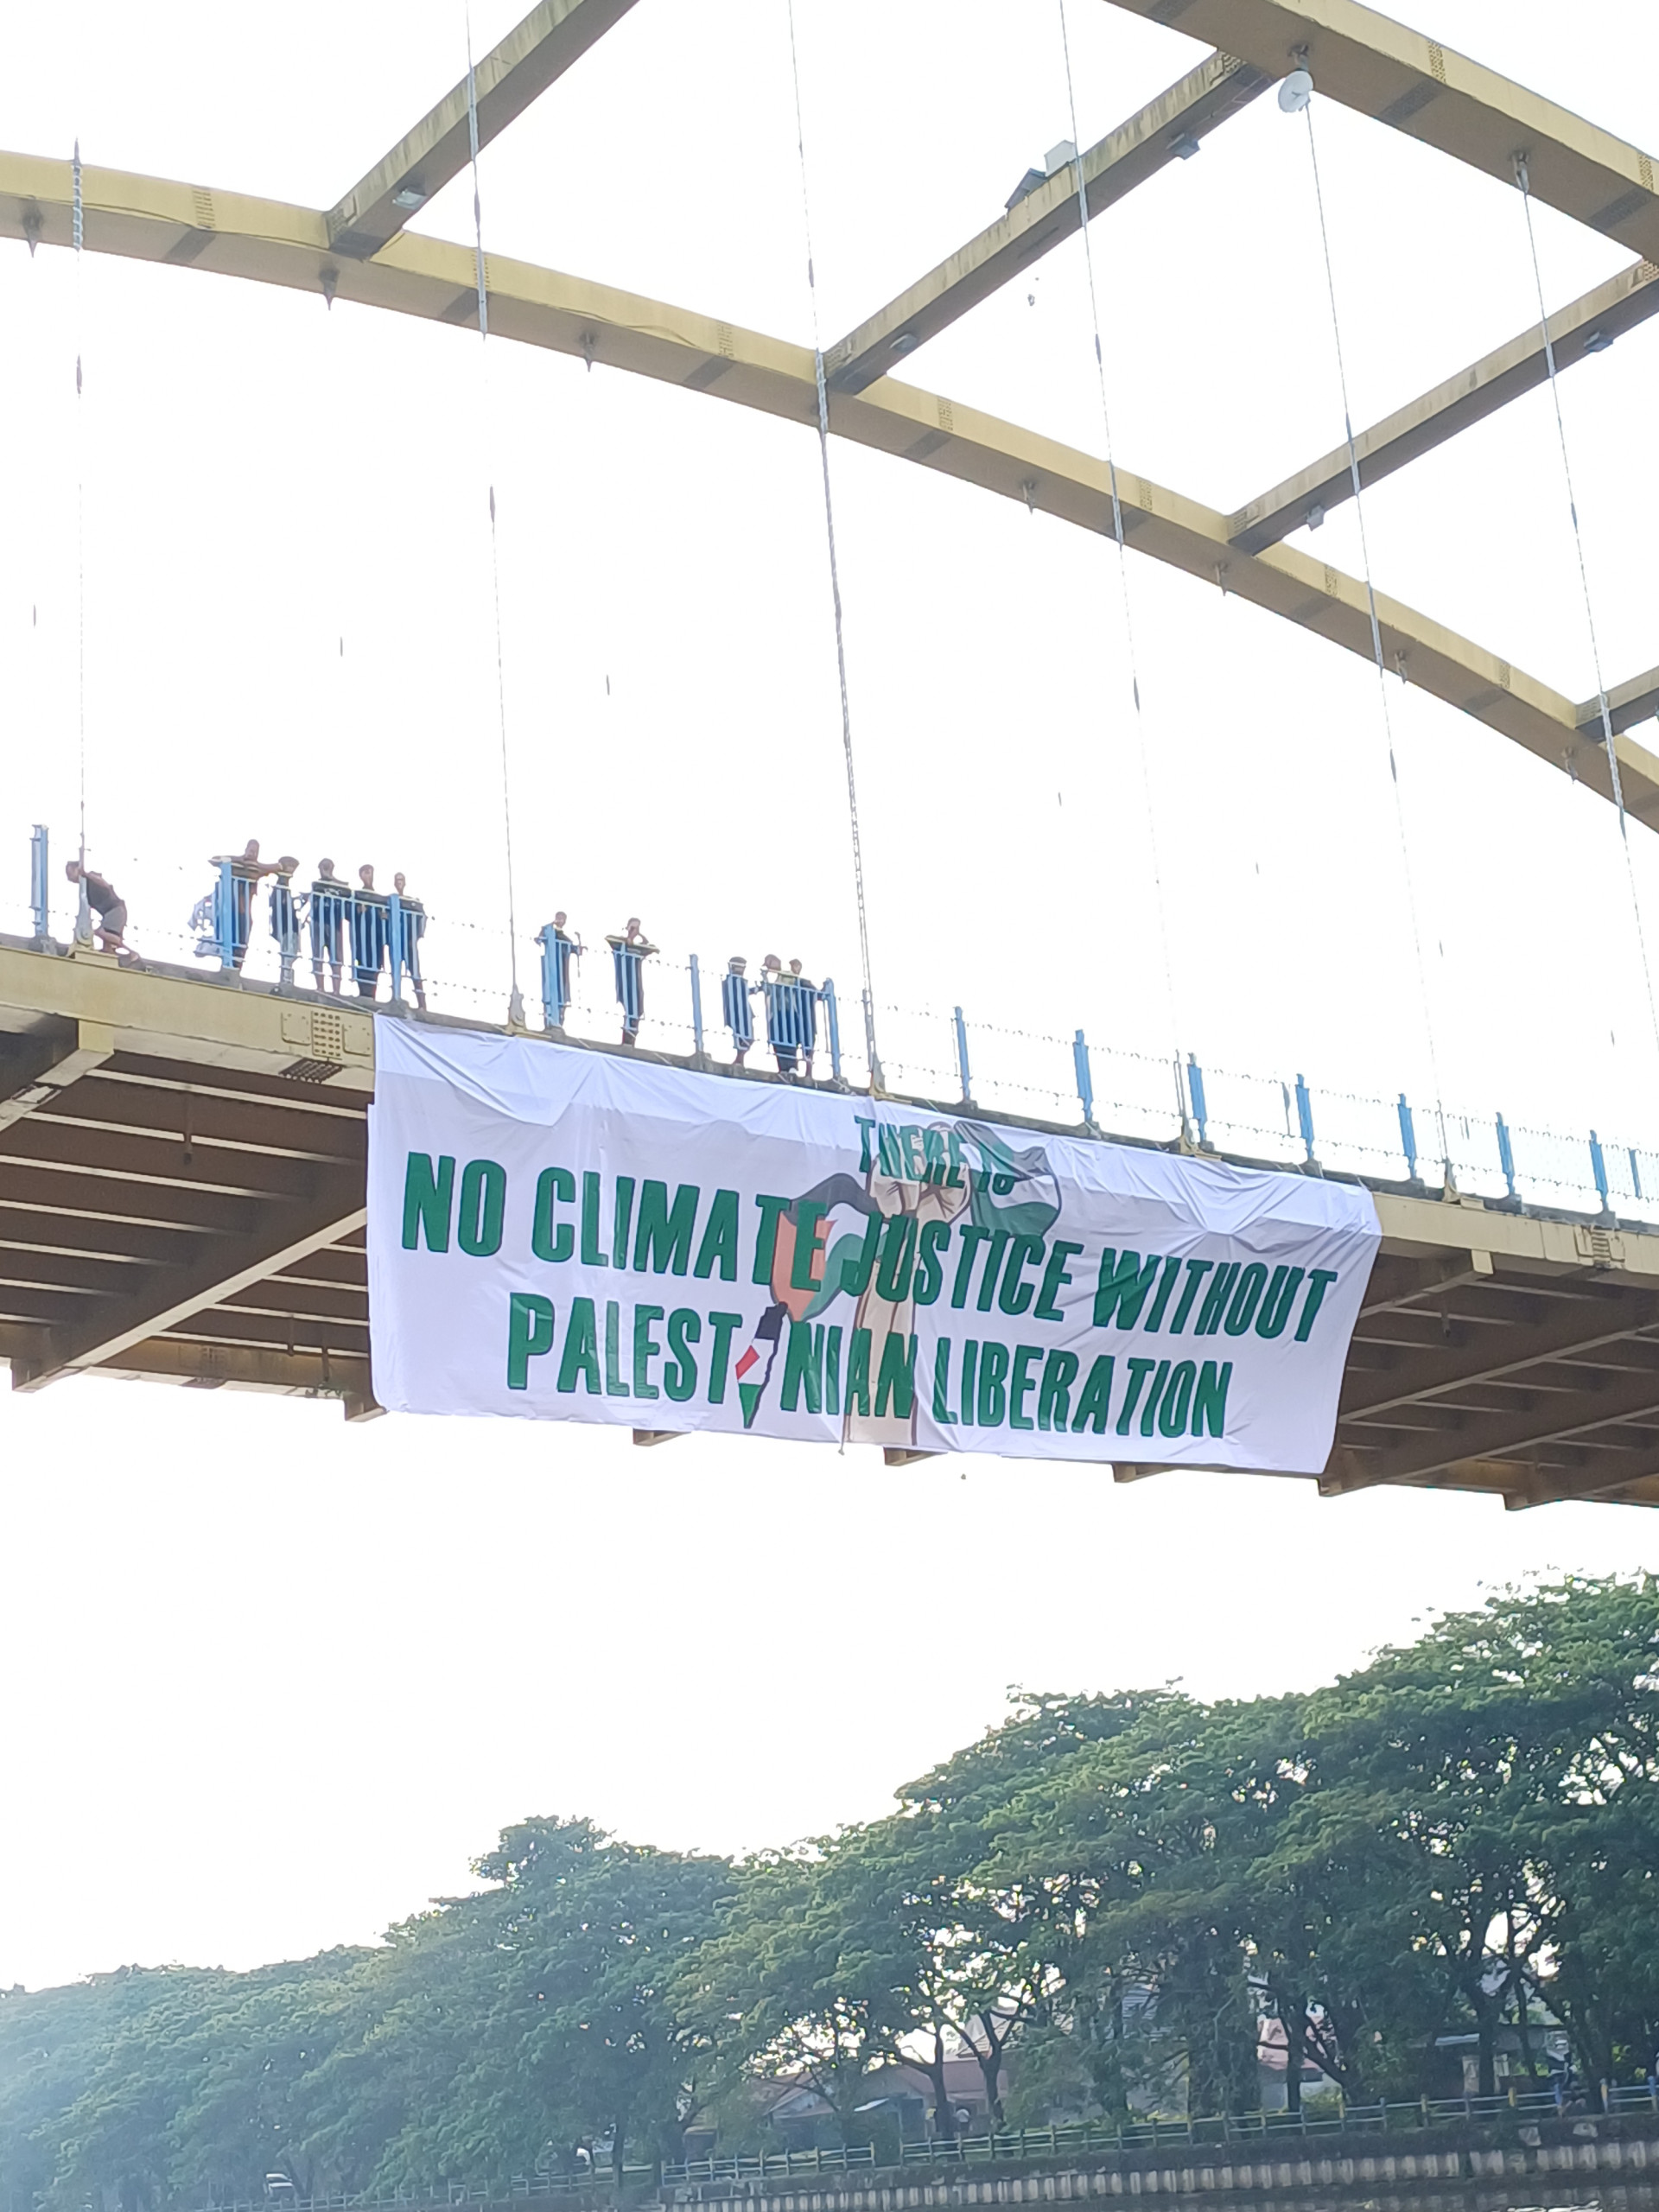 THERE IS
NO CLIMATE JUSTICE WITHOUT
PALESTINIAN LIBERATION